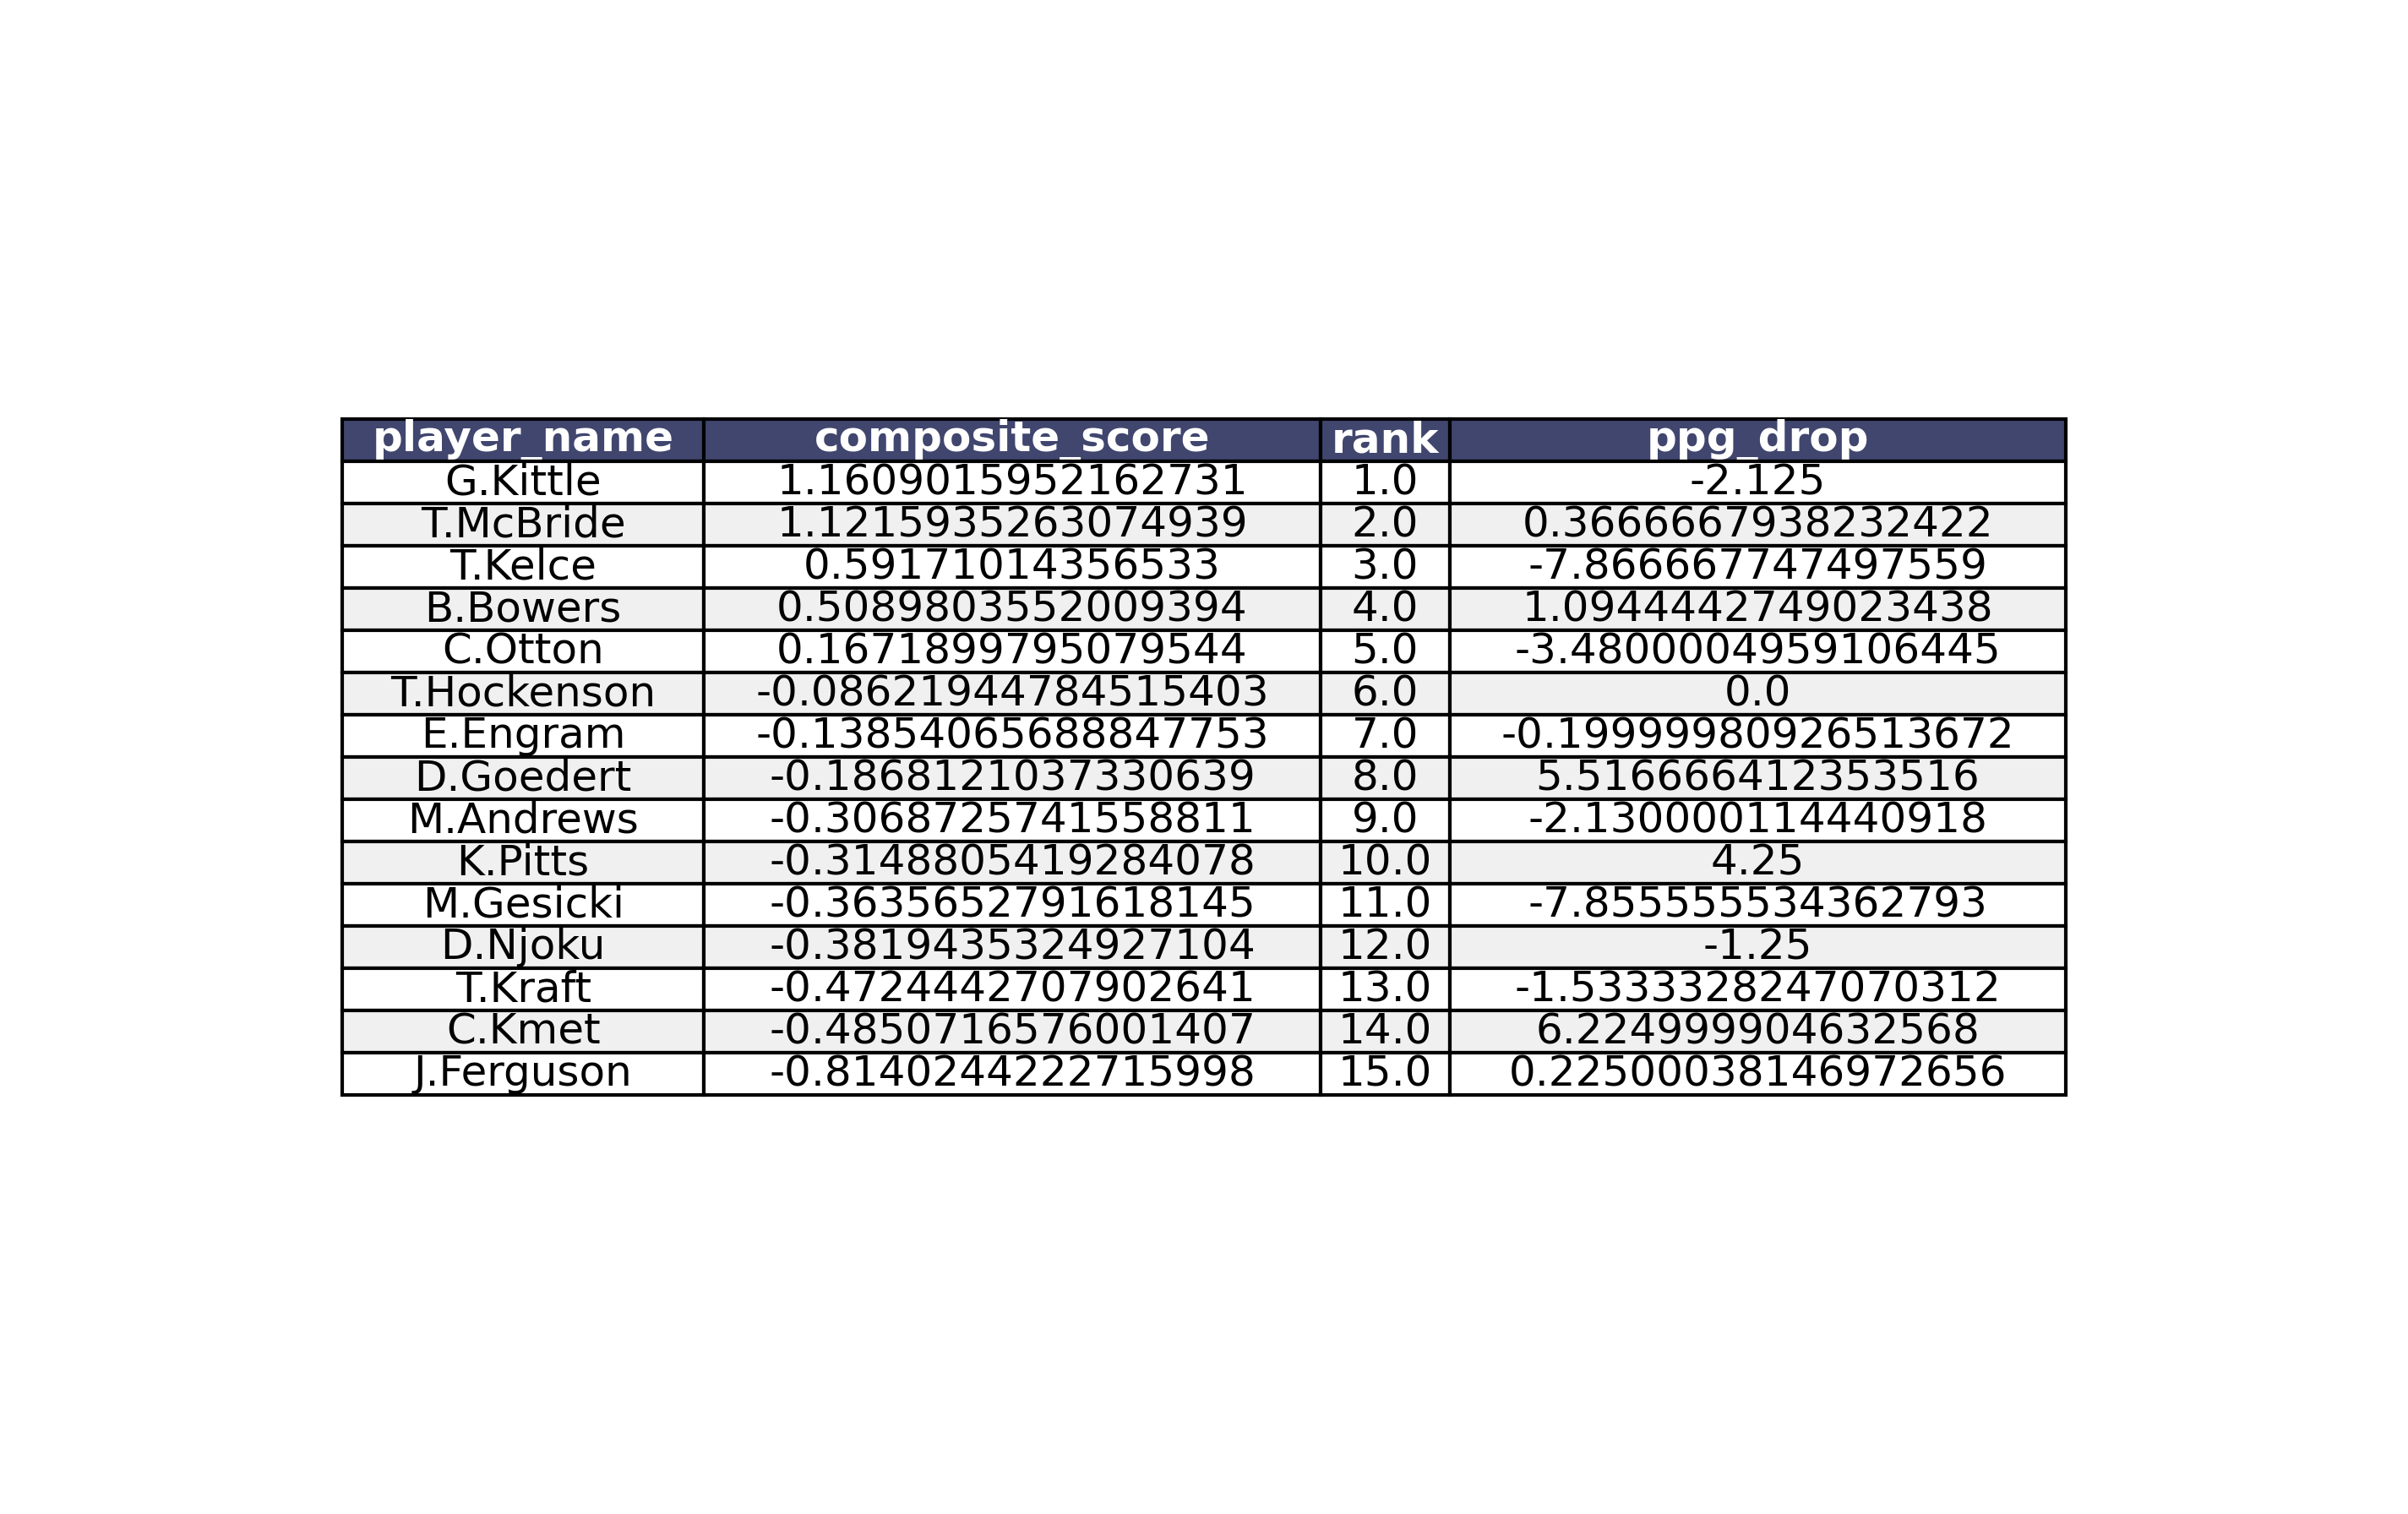 player_name composite_score rank ppg_drop
G.Kittle 1.1609015952162731 1.0 -2.125
T.McBride 1.1215935263074939 2.0 0.3666667938232422
T.Kelce 0.59171014356533 3.0 -7.866667747497559
B.Bowers 0.5089803552009394 4.0 1.0944442749023438
C.Otton 0.1671899795079544 5.0 -3.4800004959106445
T.Hockenson -0.08621944784515403 6.0 0.0
E.Engram -0.13854065688847753 7.0 -0.19999980926513672
D.Goedert -0.1868121037330639 8.0 5.516666412353516
M.Andrews -0.3068725741558811 9.0 -2.130000114440918
K.Pitts -0.3148805419284078 10.0 4.25
M.Gesicki -0.3635652791618145 11.0 -7.855555534362793
D.Njoku -0.3819435324927104 12.0 -1.25
T.Kraft -0.4724442707902641 13.0 -1.5333328247070312
C.Kmet -0.4850716576001407 14.0 6.224999904632568
J.Ferguson -0.8140244222715998 15.0 0.22500038146972656